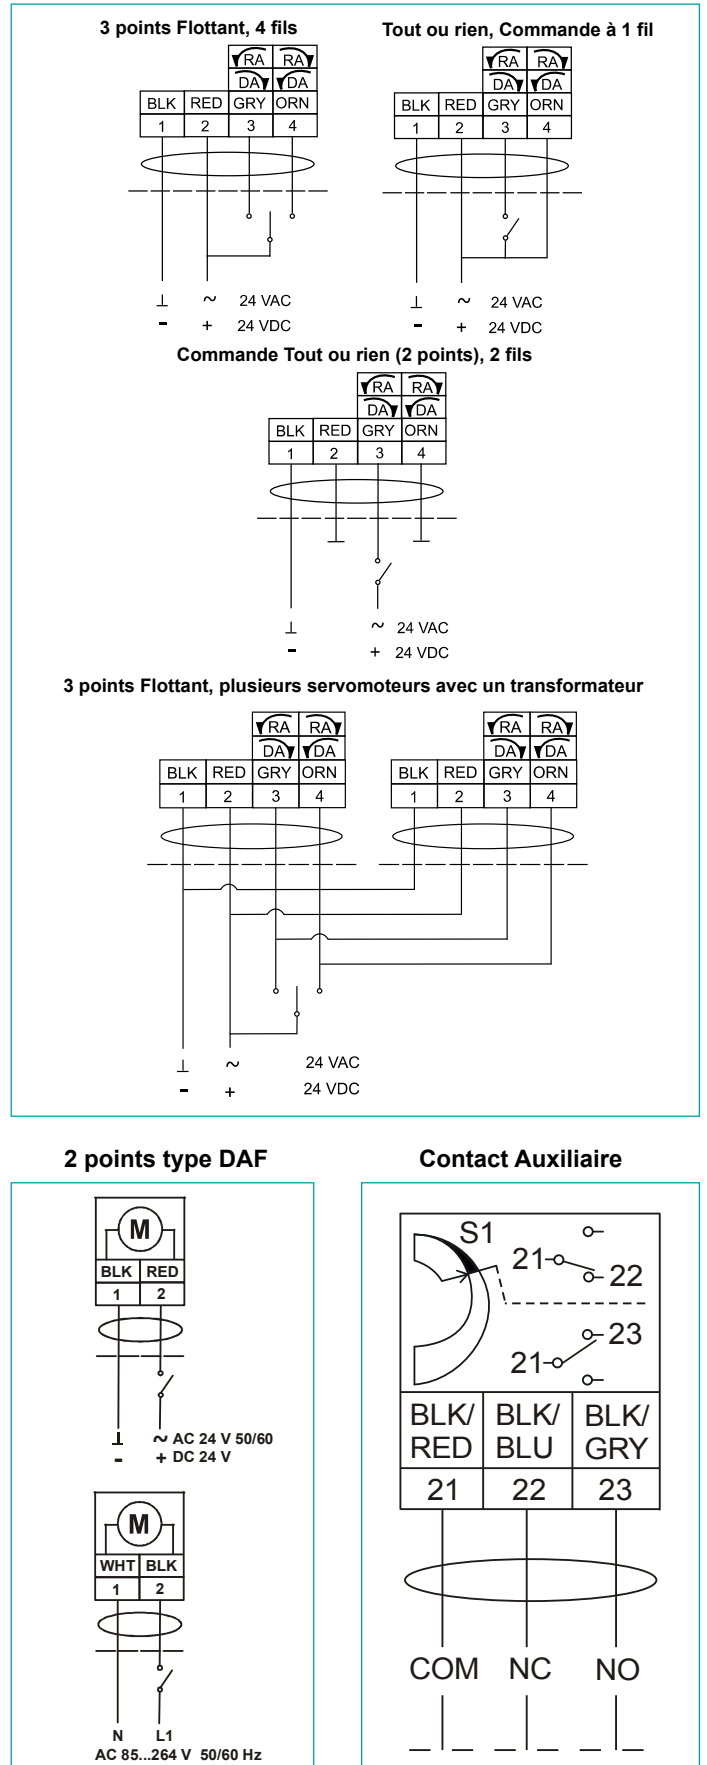 3 points Flottant, 4 fils
RA RA
DA DA
BLK RED GRY ORN
1 2 3 4
⊥ ~ 24 VAC
- + 24 VDC
Tout ou rien, Commande à 1 fil
RA RA
DA DA
BLK RED GRY ORN
1 2 3 4
⊥ ~ 24 VAC
- + 24 VDC
Commande Tout ou rien (2 points), 2 fils
RA RA
DA DA
BLK RED GRY ORN
1 2 3 4
⊥ ~ 24 VAC
- + 24 VDC
3 points Flottant, plusieurs servomoteurs avec un transformateur
RA RA
DA DA
BLK RED GRY ORN
1 2 3 4
RA RA
DA DA
BLK RED GRY ORN
1 2 3 4
⊥ ~ 24 VAC
- + 24 VDC
2 points type DAF
M
BLK RED
1 2
⊥ ~ AC 24 V 50/60
- + DC 24 V
M
WHT BLK
1 2
N L1
AC 85...264 V 50/60 Hz
Contact Auxiliaire
S1
21 22
21 23
BLK/ BLK/ BLK/
RED BLU GRY
21 22 23
COM NC NO